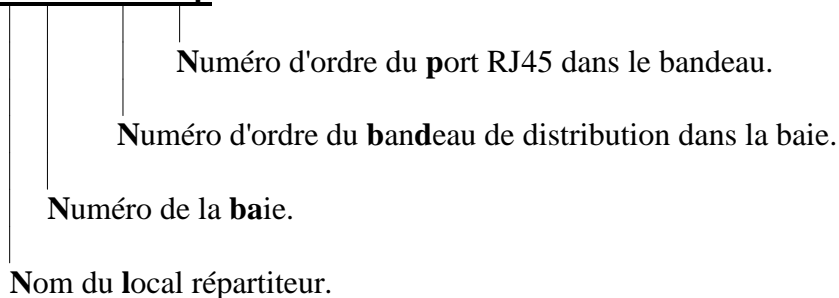 Numéro d'ordre du port RJ45 dans le bandeau.
Numéro d'ordre du bandeau de distribution dans la baie.
Numéro de la baie.
Nom du local répartiteur.